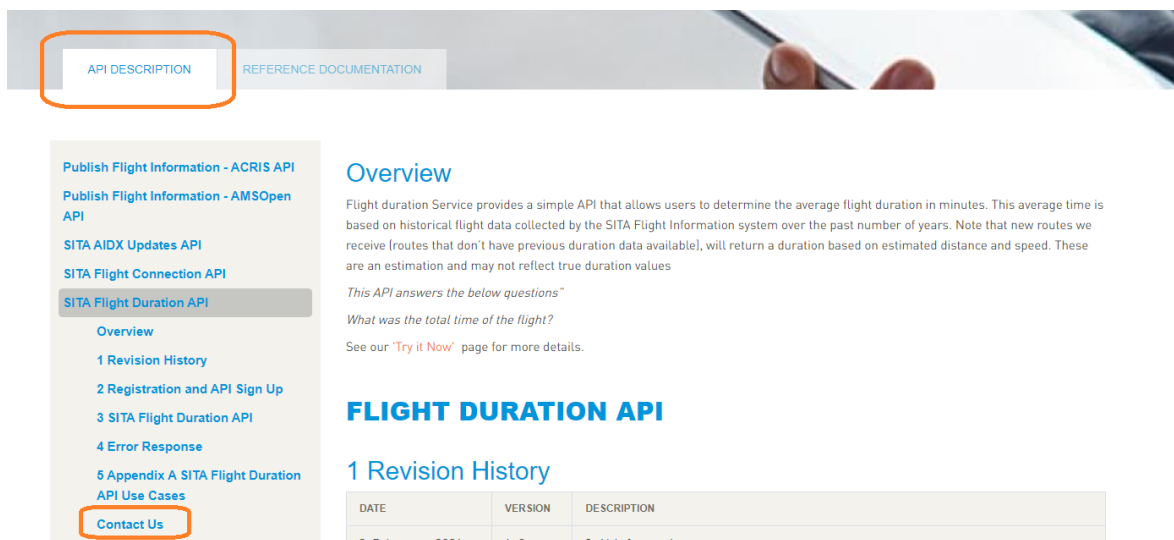 API DESCRIPTION
REFERENCE DOCUMENTATION
Publish Flight Information - ACRIS API
Publish Flight Information - AMSOpen
API
SITA AIDX Updates API
SITA Flight Connection API
SITA Flight Duration API
Overview
1 Revision History
2 Registration and API Sign Up
3 SITA Flight Duration API
4 Error Response
5 Appendix A SITA Flight Duration
API Use Cases
Contact Us
Overview
Flight duration Service provides a simple API that allows users to determine the average flight duration in minutes. This average time is
based on historical flight data collected by the SITA Flight Information system over the past number of years. Note that new routes we
receive (routes that don't have previous duration data available), will return a duration based on estimated distance and speed. These
are an estimation and may not reflect true duration values
This API answers the below questions"
What was the total time of the flight?
See our 'Try it Now' page for more details.
FLIGHT DURATION API
1 Revision History
DATE VERSION DESCRIPTION